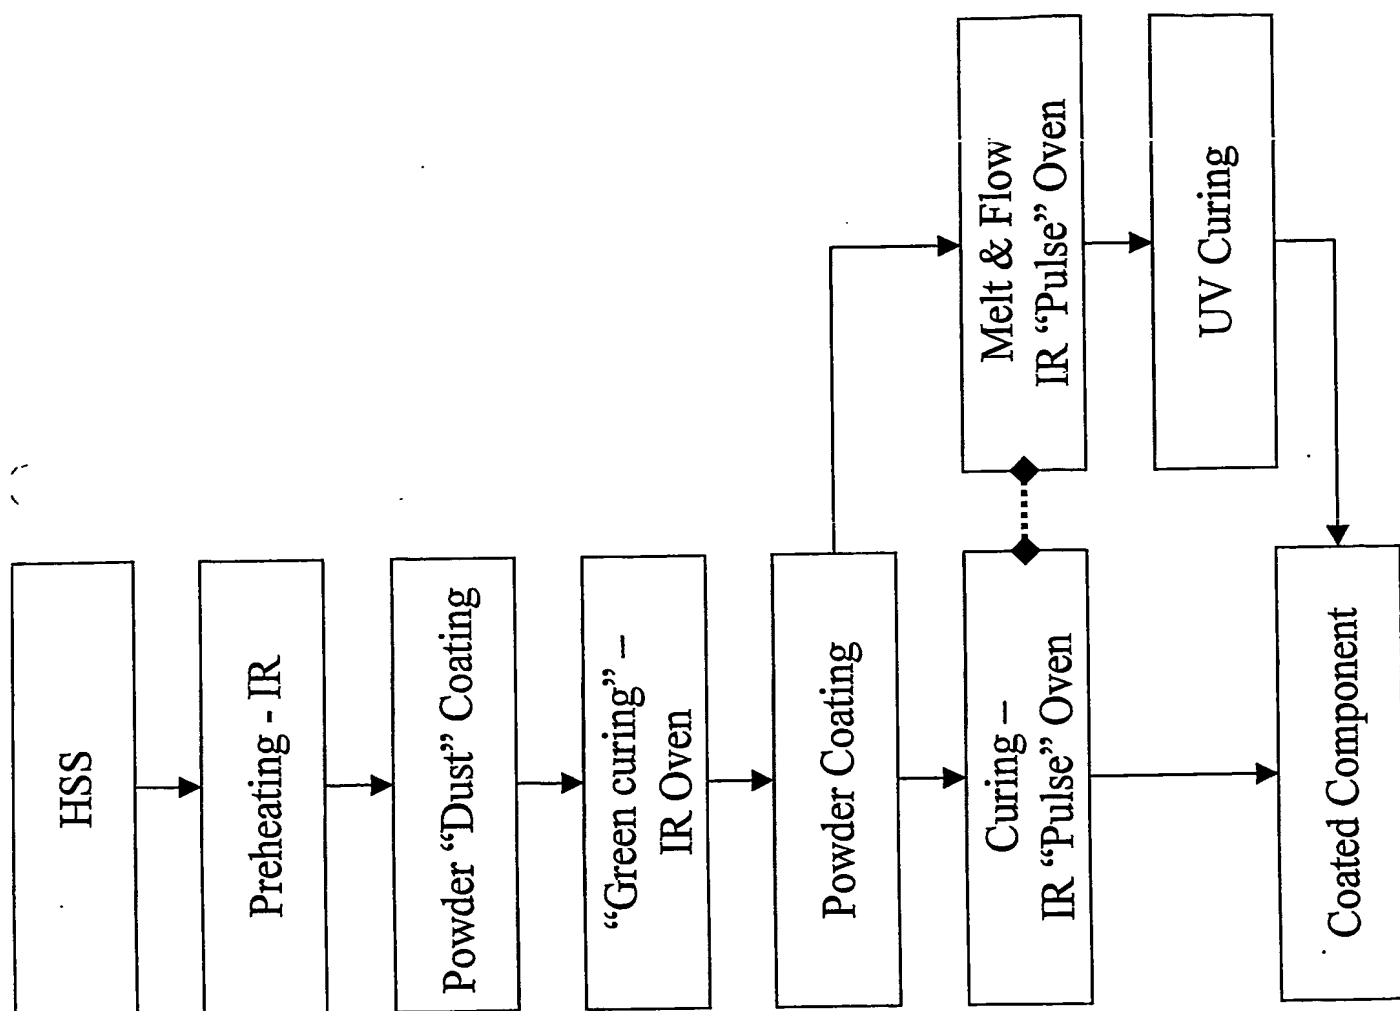 HSS
Preheating - IR
Powder “Dust” Coating
“Green curing” –
IR Oven
Powder Coating
Curing –
IR “Pulse” Oven
Melt & Flow
IR “Pulse” Oven
UV Curing
Coated Component